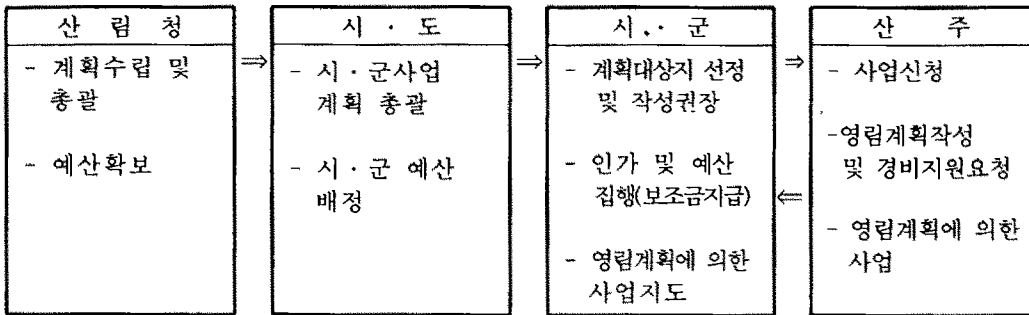 산 림 청
- 계획수립 및
총괄
- 예산확보
⇒
시 · 도
- 시 · 군사업
계획 총괄
- 시 · 군 예산
배정
⇒
시 · 군
- 계획대상지 선정
및 작성권장
- 인가 및 예산
집행(보조금지급)
- 영림계획에 의한
사업지도
⇒
⇐
산 주
- 사업신청
-영림계획작성
및 경비지원요청
- 영림계획에 의한
사업